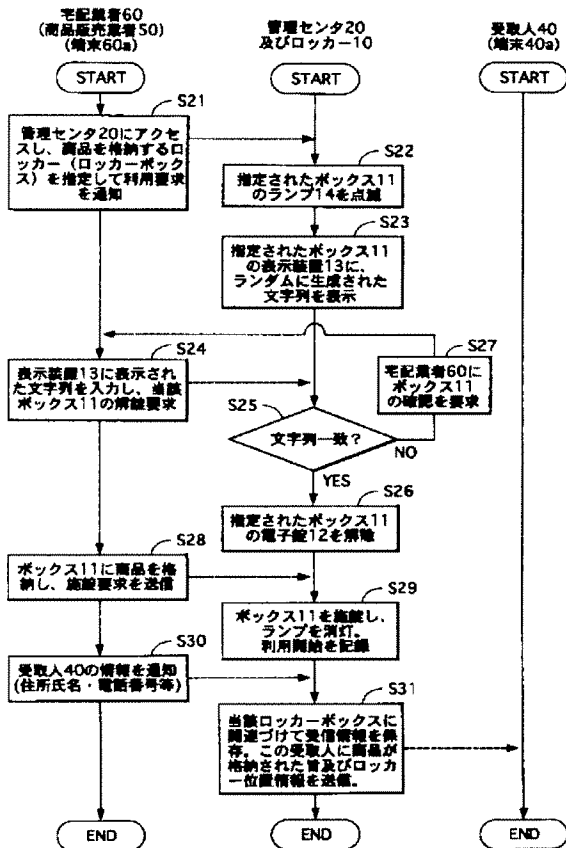 宅配業者60
(商品販売業者50)
(端末60a)
管理センタ20
及びロッカー10
受取人40
(端末40a)
START
START
START
S21
管理センタ20にアクセ
スし、商品を格納するロ
ッカー（ロッカーボック
ス）を指定して利用要求
を通知
S22
指定されたボックス11
のランプ14を点滅
S23
指定されたボックス11
の表示装置13に、
ランダムに生成された
文字列を表示
S24
表示装置13に表示され
た文字列を入力し、当該
ボックス11の解錠要求
S27
宅配業者60に
ボックス11
の確認を要求
S25
文字列一致？
NO
YES
S26
指定されたボックス11
の電子錠12を解除
S28
ボックス11に商品を格
納し、施錠要求を送信
S29
ボックス11を施錠し、
ランプを消灯。
利用開始を記録
S30
受取人40の情報を通知
(住所氏名・電話番号等)
S31
当該ロッカーボックスに
関連づけて受信情報を保
存。この受取人に商品が
格納された旨及びロッカ
ー位置情報を送信。
END
END
END